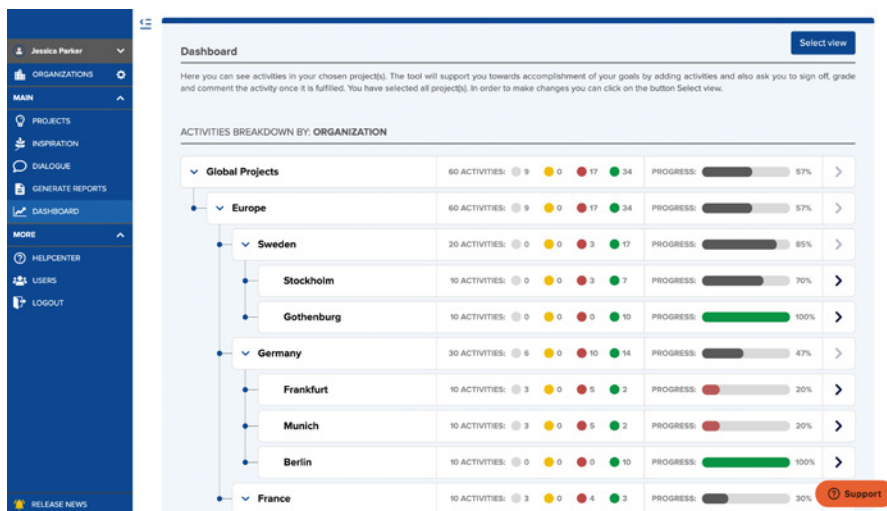 Jessica Parker
ORGANIZATIONS
MAIN
PROJECTS
INSPIRATION
DIALOGUE
GENERATE REPORTS
DASHBOARD
MORE
HELPCENTER
USERS
LOGOUT
RELEASE NEWS
Dashboard
Select view
Here you can see activities in your chosen project(s). The tool will support you towards accomplishment of your goals by adding activities and also ask you to sign off, grade
and comment the activity once it is fulfilled. You have selected all project(s). In order to make changes you can click on the button Select view.
ACTIVITIES BREAKDOWN BY: ORGANIZATION
Global Projects 60 ACTIVITIES: 9 0 17 34 PROGRESS: 57%
Europe 60 ACTIVITIES: 9 0 17 34 PROGRESS: 57%
Sweden 20 ACTIVITIES: 0 0 3 17 PROGRESS: 85%
Stockholm 10 ACTIVITIES: 0 0 3 7 PROGRESS: 70%
Gothenburg 10 ACTIVITIES: 0 0 0 10 PROGRESS: 100%
Germany 30 ACTIVITIES: 6 0 10 14 PROGRESS: 47%
Frankfurt 10 ACTIVITIES: 3 0 5 2 PROGRESS: 20%
Munich 10 ACTIVITIES: 3 0 5 2 PROGRESS: 20%
Berlin 10 ACTIVITIES: 0 0 0 10 PROGRESS: 100%
France 10 ACTIVITIES: 3 0 4 3 PROGRESS: 30%
Support